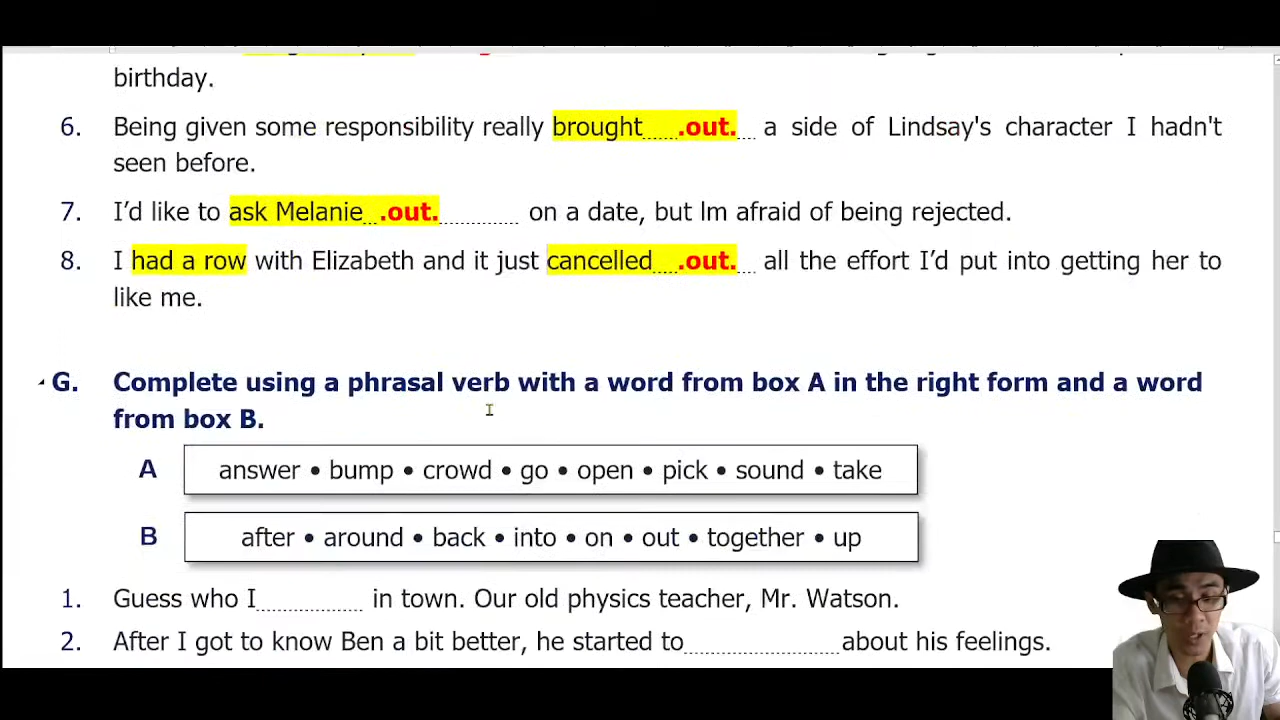 birthday.
6. Being given some responsibility really brought .out. a side of Lindsay's character I hadn't
seen before.
7. I'd like to ask Melanie .out. on a date, but lm afraid of being rejected.
8. I had a row with Elizabeth and it just cancelled .out. all the effort I'd put into getting her to
like me.
G. Complete using a phrasal verb with a word from box A in the right form and a word
from box B.
A answer • bump • crowd • go • open • pick • sound • take
B after • around • back • into • on • out • together • up
1. Guess who I............... in town. Our old physics teacher, Mr. Watson.
2. After I got to know Ben a bit better, he started to...................... about his feelings.